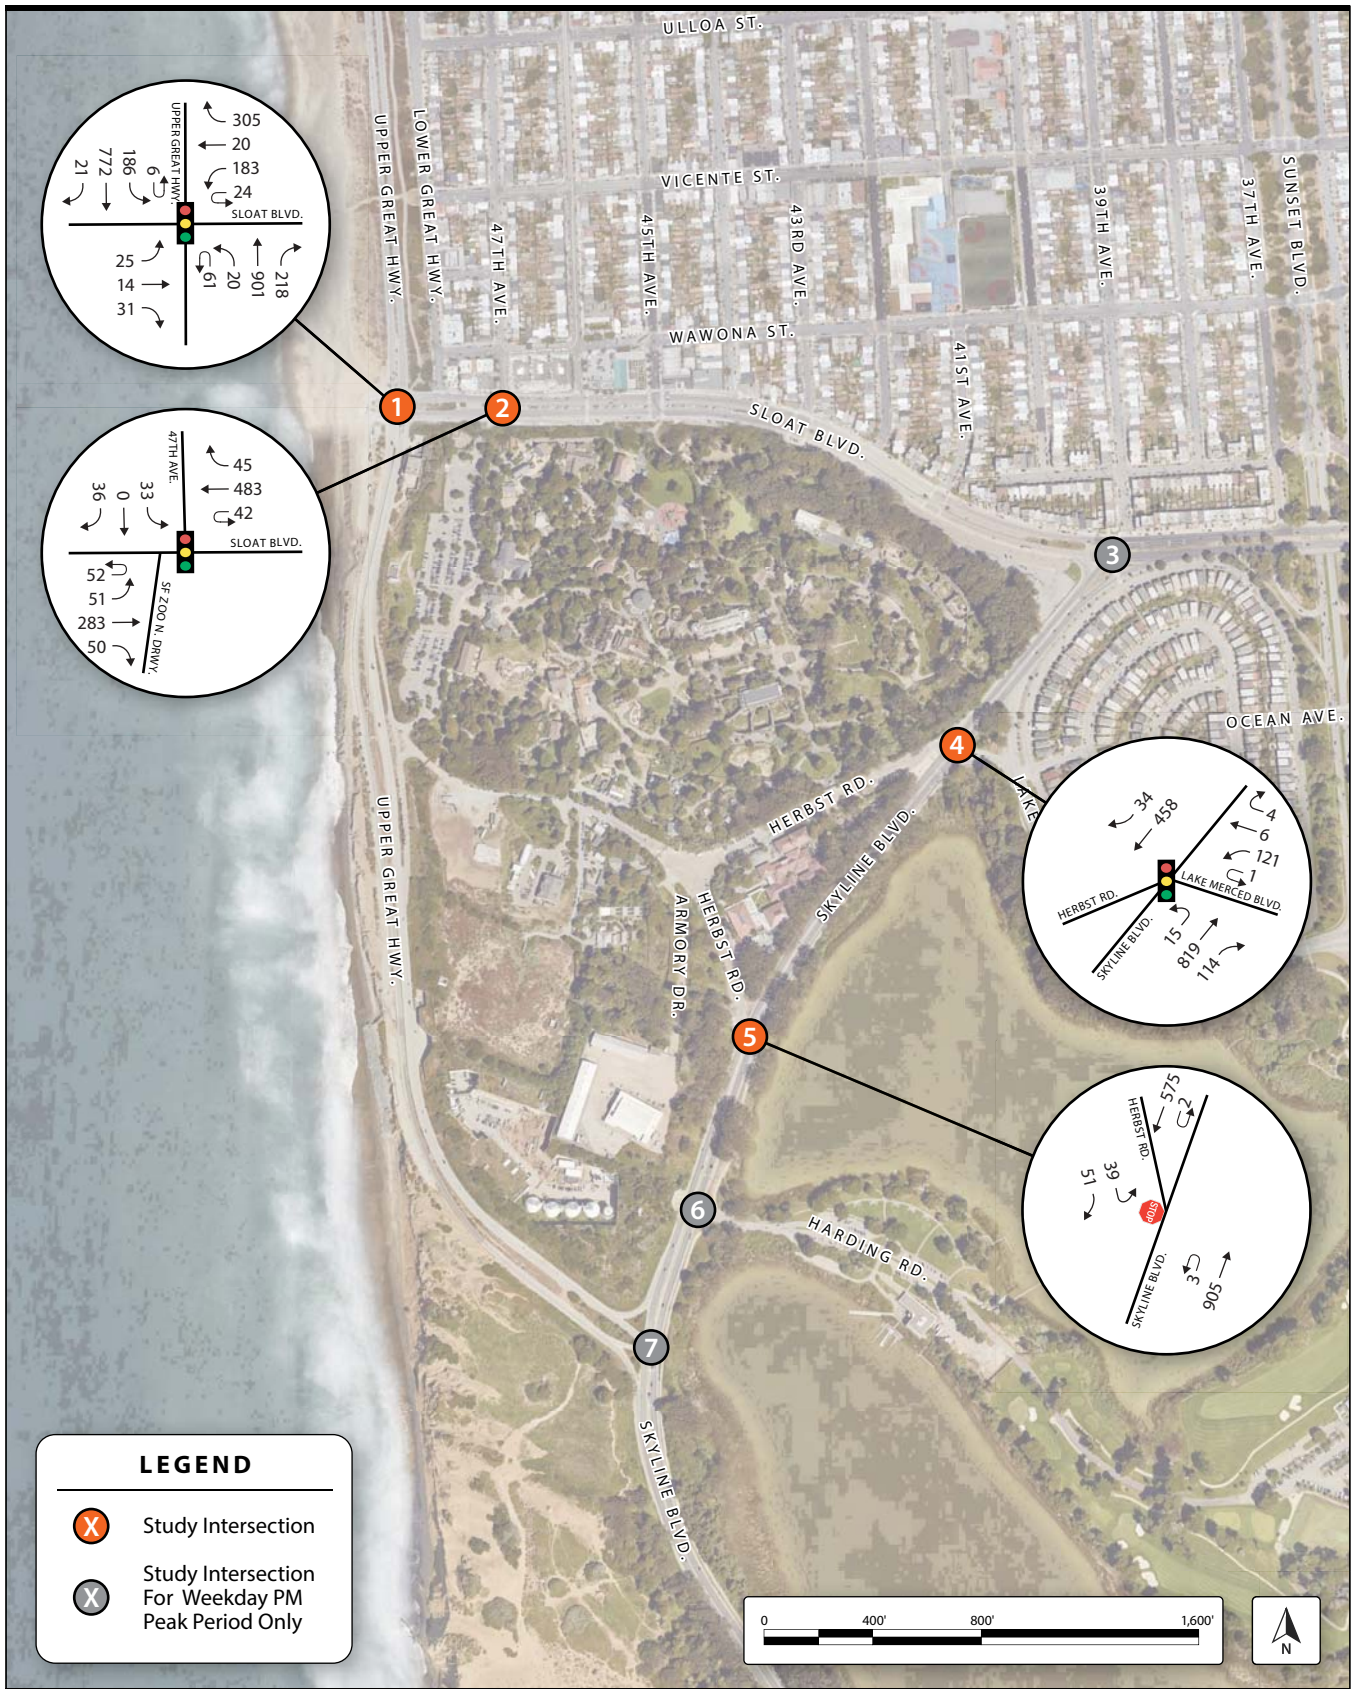 ULLOA ST.
VICENTE ST.
WAWONA ST.
UPPER GREAT HWY.
LOWER GREAT HWY.
47TH AVE.
45TH AVE.
43RD AVE.
41ST AVE.
39TH AVE.
37TH AVE.
SUNSET BLVD.
SLOAT BLVD.
OCEAN AVE.
UPPER GREAT HWY.
305
20
183
24
SLOAT BLVD.
21
772
186
6
25
14
31
61
20
901
218
1
2
47TH AVE.
45
483
42
SLOAT BLVD.
36
0
33
52
51
283
50
SF ZOO N. DRWY.
3
4
LAKE
HERBST RD.
SKYLINE BLVD.
34
458
4
6
121
1
LAKE MERCED BLVD.
HERBST RD.
SKYLINE BLVD.
15
819
114
UPPER GREAT HWY.
ARMORY DR.
HERBST RD.
5
575
2
HERBST RD.
39
51
STOP
SKYLINE BLVD.
3
905
6
HARDING RD.
7
SKYLINE BLVD.
LEGEND
X Study Intersection
X Study Intersection
For Weekday PM
Peak Period Only
0 400' 800' 1,600'
N